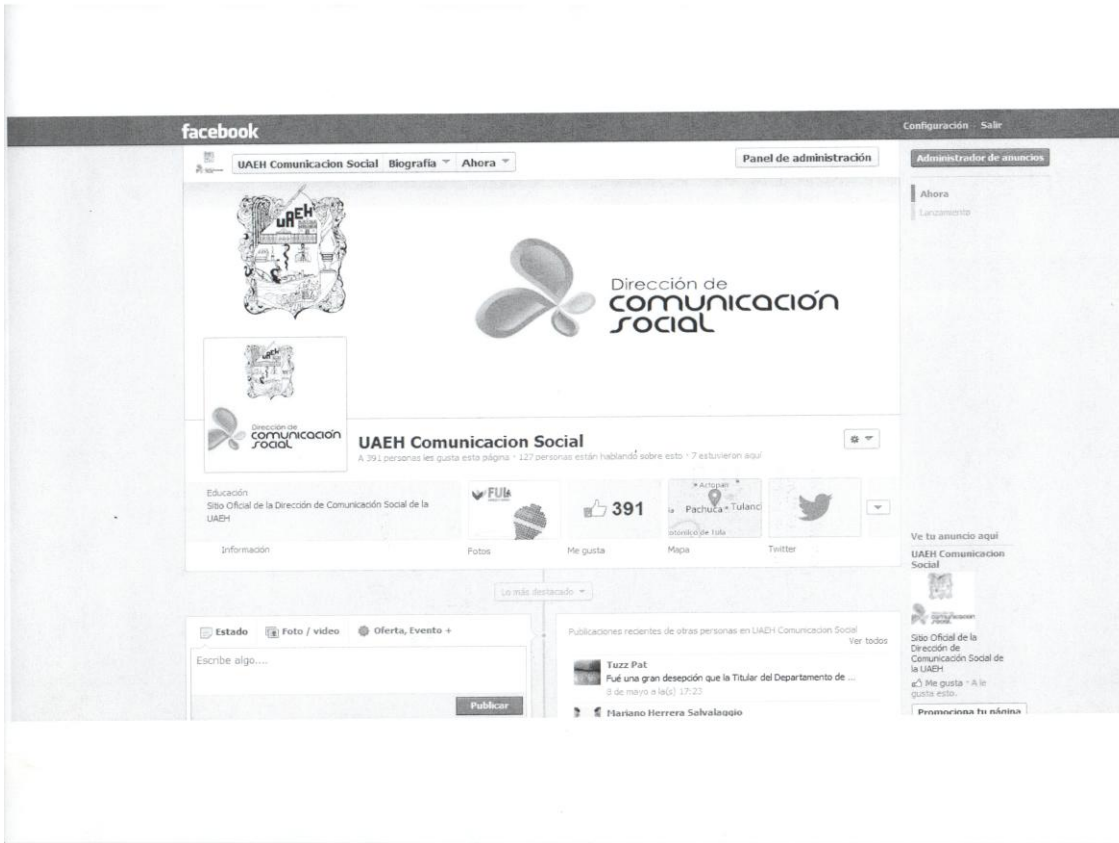 facebook
Configuración · Salir
UAEH Comunicacion Social Biografía Ahora
Panel de administración
Administrador de anuncios
Ahora
Lanzamiento
UAEH
Dirección de
comunicación
social
UAEH
Dirección de
comunicación
social
UAEH Comunicacion Social
A 391 personas les gusta esta página · 127 personas están hablando sobre esto · 7 estuvieron aquí
Educación
Sitio Oficial de la Dirección de Comunicación Social de la
UAEH
Información
FUL
Fotos
391
Me gusta
Actopan
Pachuca Tulanc
Mapa
Twitter
Lo más destacado
Estado Foto / video Oferta, Evento +
Escribe algo....
Publicar
Publicaciones recientes de otras personas en UAEH Comunicacion Social
Ver todos
Tuzz Pat
Fué una gran desepción que la Titular del Departamento de ...
8 de mayo a la(s) 17:23
Mariano Herrera Salvalaggio
Ve tu anuncio aquí
UAEH Comunicacion
Social
comunicación
social
Sitio Oficial de la
Dirección de
Comunicación Social de
la UAEH
Me gusta · A le
gusta esto.
Promociona tu página